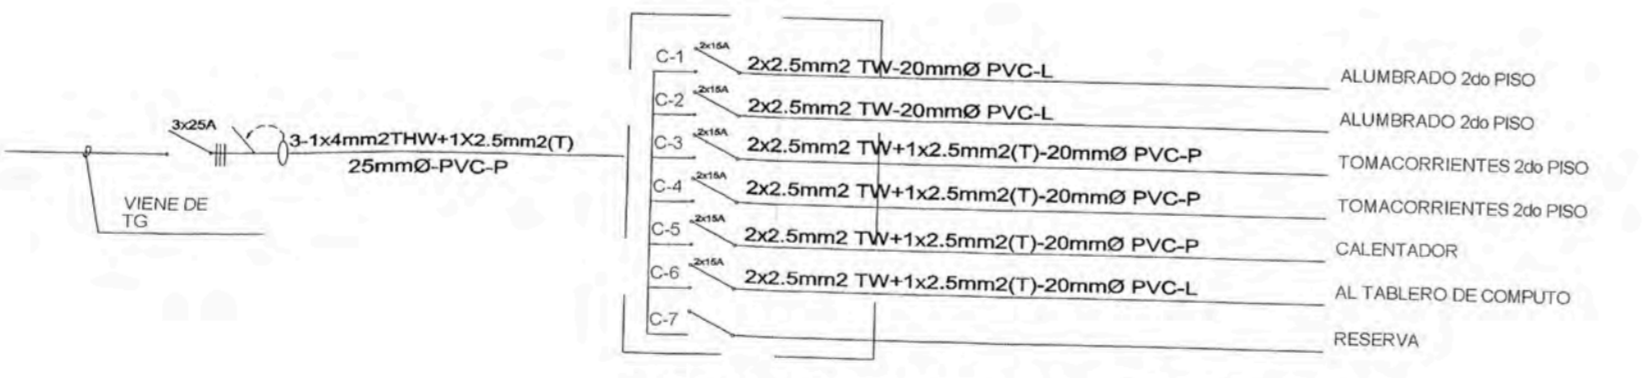 3x25A
3-1x4mm2THW+1X2.5mm2(T)
25mmØ-PVC-P
VIENE DE
TG
C-1 2x15A 2x2.5mm2 TW-20mmØ PVC-L ALUMBRADO 2do PISO
C-2 2x15A 2x2.5mm2 TW-20mmØ PVC-L ALUMBRADO 2do PISO
C-3 2x15A 2x2.5mm2 TW+1x2.5mm2(T)-20mmØ PVC-P TOMACORRIENTES 2do PISO
C-4 2x15A 2x2.5mm2 TW+1x2.5mm2(T)-20mmØ PVC-P TOMACORRIENTES 2do PISO
C-5 2x15A 2x2.5mm2 TW+1x2.5mm2(T)-20mmØ PVC-P CALENTADOR
C-6 2x15A 2x2.5mm2 TW+1x2.5mm2(T)-20mmØ PVC-L AL TABLERO DE COMPUTO
C-7 RESERVA